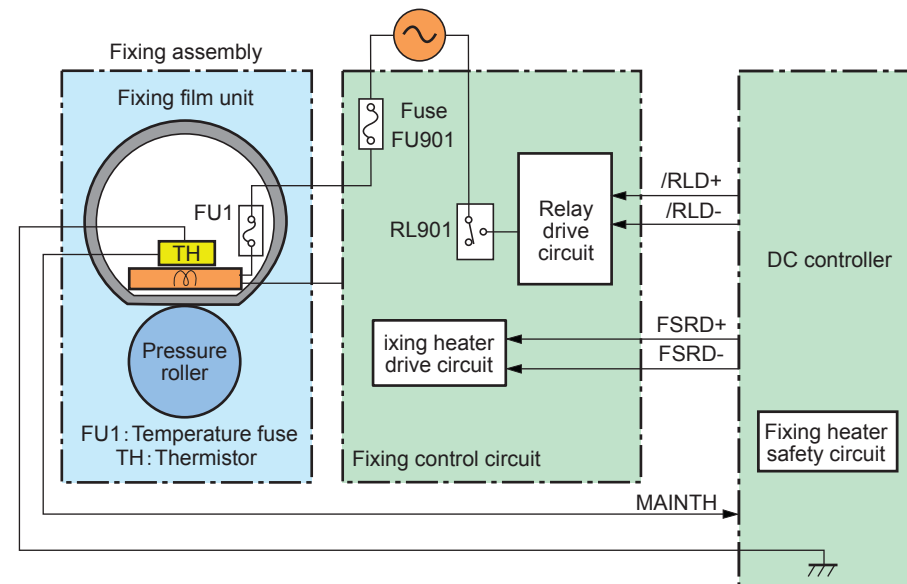 Fixing assembly
Fixing film unit
FU1
TH
Pressure
roller
FU1:Temperature fuse
TH:Thermistor
Fuse
FU901
RL901
Relay
drive
circuit
ixing heater
drive circuit
Fixing control circuit
/RLD+
/RLD-
FSRD+
FSRD-
MAINTH
DC controller
Fixing heater
safety circuit